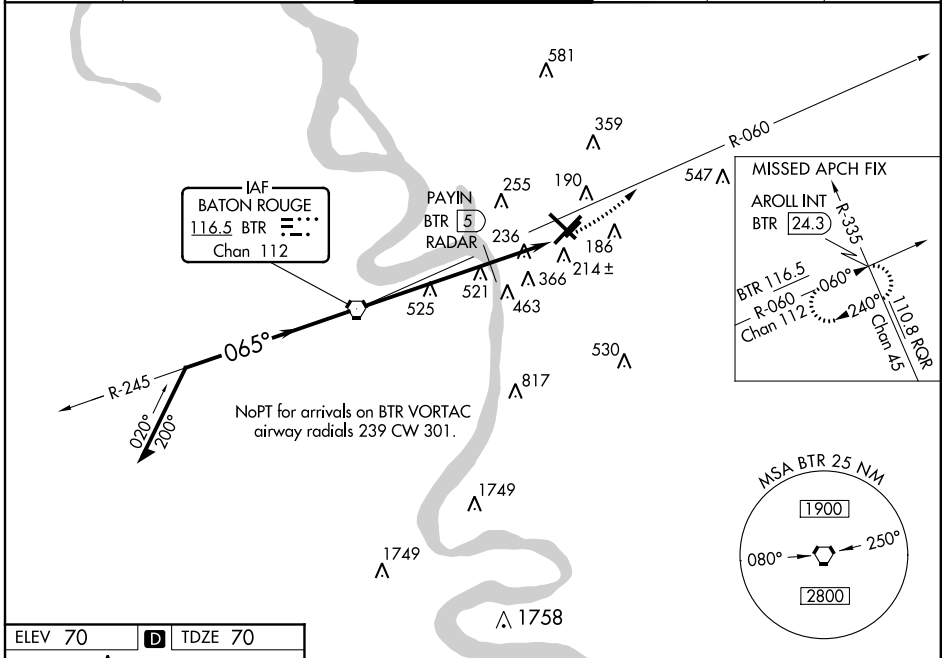 581
R-060
359
547
MISSED APCH FIX
AROLL INT
BTR 24.3
R-335
BTR 116.5
R-060
060°
Chan 112
240°
110.8 RQR
Chan 45
IAF
BATON ROUGE
116.5 BTR
Chan 112
PAYIN
BTR 5
RADAR
255
190
236
186
214 ±
366
521
525
463
065°
R-245
530
817
020°
200°
NoPT for arrivals on BTR VORTAC
airway radials 239 CW 301.
1749
1749
1758
MSA BTR 25 NM
1900
080°
250°
2800
ELEV 70 D TDZE 70